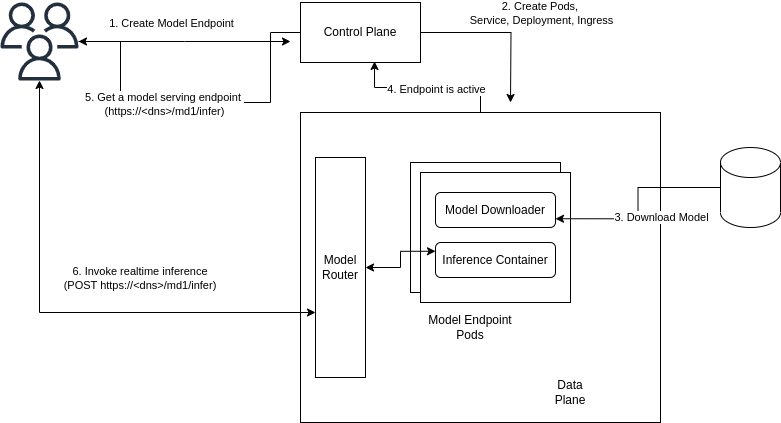 1. Create Model Endpoint
Control Plane
2. Create Pods,
Service, Deployment, Ingress
4. Endpoint is active
5. Get a model serving endpoint
(https://<dns>/md1/infer)
Model Downloader
3. Download Model
Inference Container
Model
Router
6. Invoke realtime inference
(POST https://<dns>/md1/infer)
Model Endpoint
Pods
Data
Plane